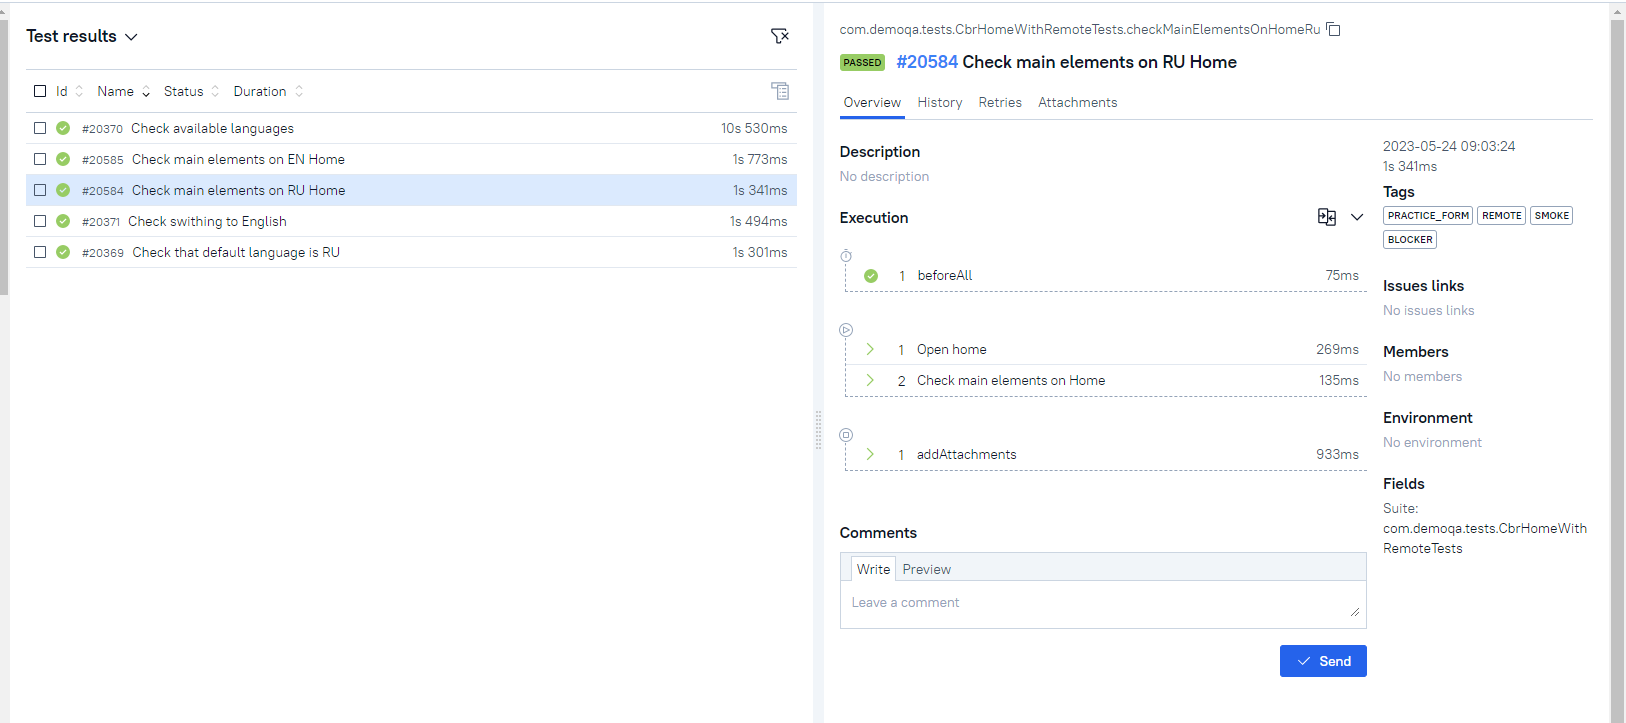 Test results
Id Name Status Duration
#20370 Check available languages 10s 530ms
#20585 Check main elements on EN Home 1s 773ms
#20584 Check main elements on RU Home 1s 341ms
#20371 Check swithing to English 1s 494ms
#20369 Check that default language is RU 1s 301ms
com.demoqa.tests.CbrHomeWithRemoteTests.checkMainElementsOnHomeRu
PASSED #20584 Check main elements on RU Home
Overview History Retries Attachments
Description
No description
Execution
1 beforeAll 75ms
1 Open home 269ms
2 Check main elements on Home 135ms
1 addAttachments 933ms
Comments
Write Preview
Leave a comment
Send
2023-05-24 09:03:24
1s 341ms
Tags
PRACTICE_FORM REMOTE SMOKE
BLOCKER
Issues links
No issues links
Members
No members
Environment
No environment
Fields
Suite:
com.demoqa.tests.CbrHomeWith
RemoteTests